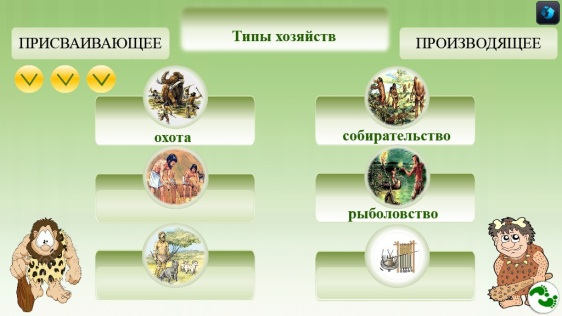 Типы хозяйств
ПРИСВАИВАЮЩЕЕ
ПРОИЗВОДЯЩЕЕ
охота
собирательство
рыболовство